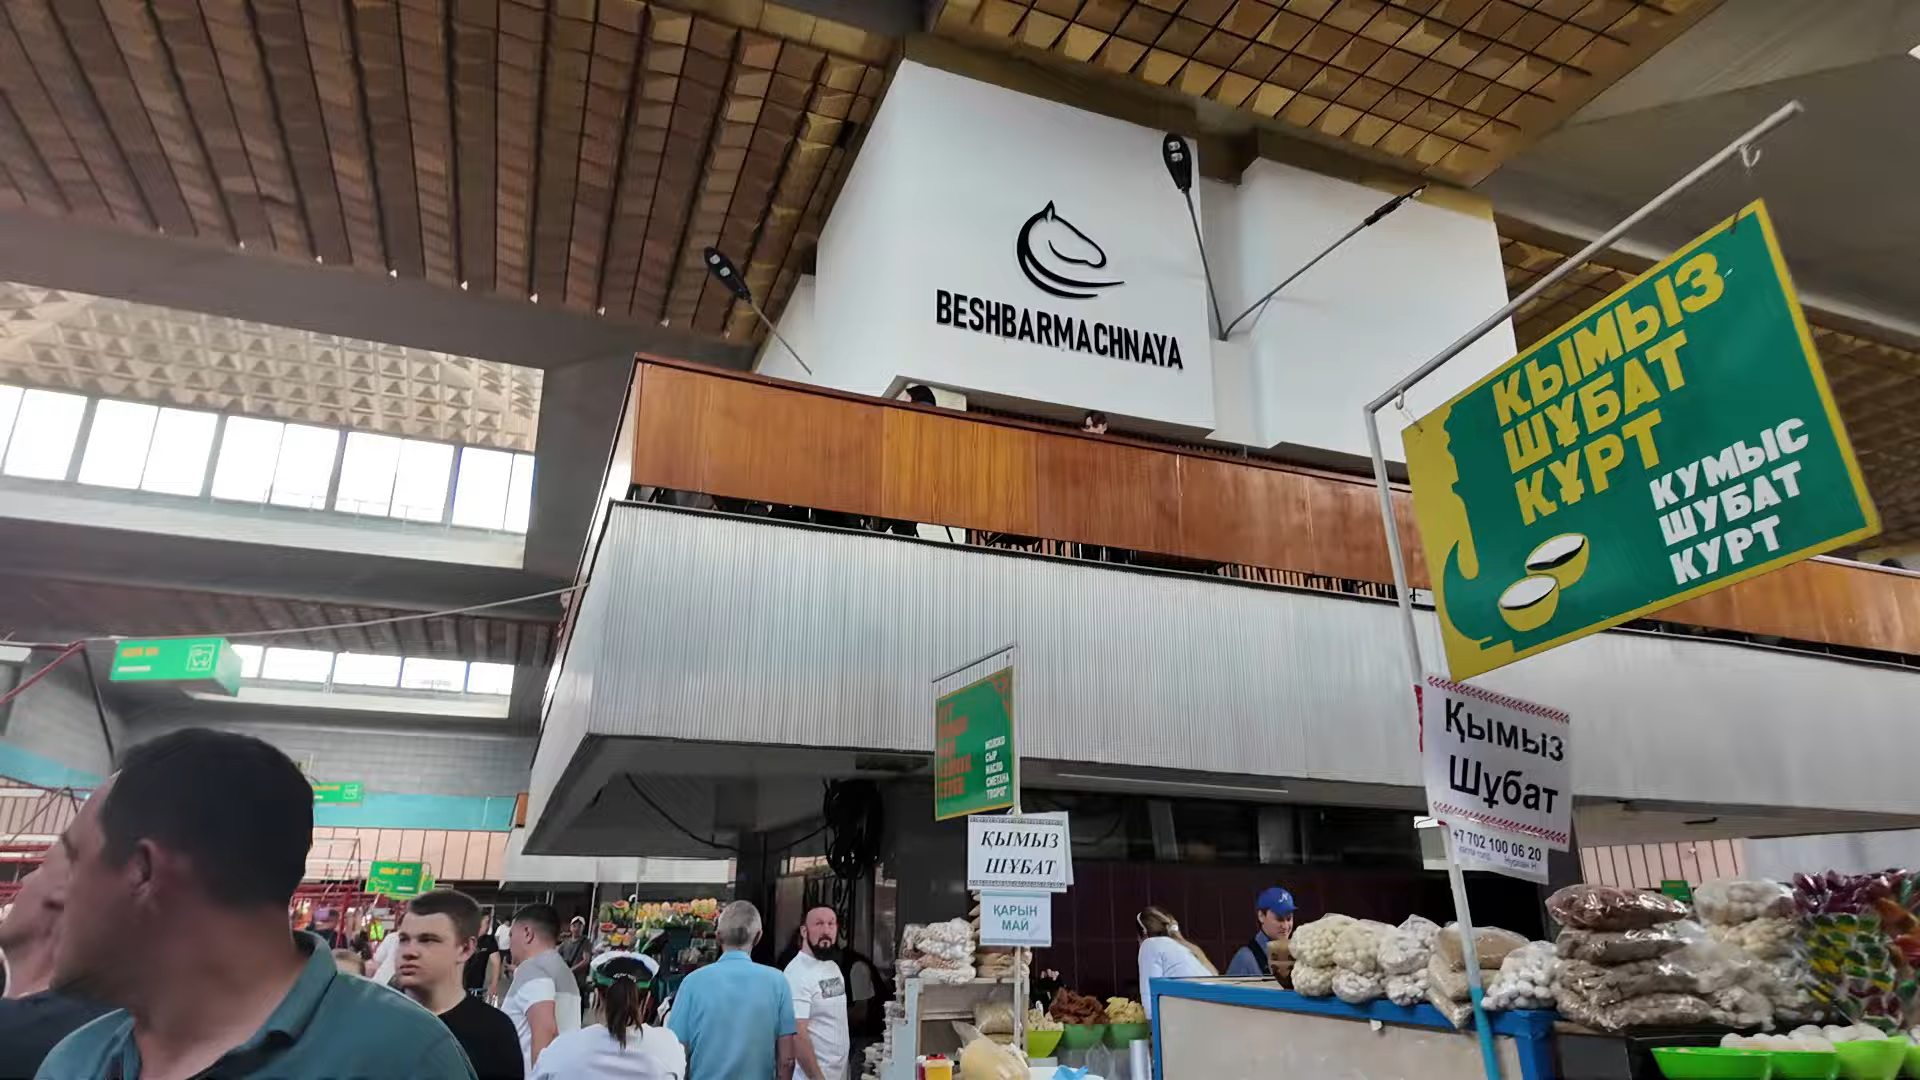 BESHBARMACHNAYA
ҚЫМЫЗ
ШҰБАТ
ҚҰРТ
КУМЫС
ШУБАТ
КУРТ
Қымыз
Шұбат
+7 702 100 06 20
МОЛОКО
СЫР
МАСЛО
СМЕТАНА
ТВОРОГ
ҚЫМЫЗ
ШҰБАТ
ҚАРЫН
МАЙ